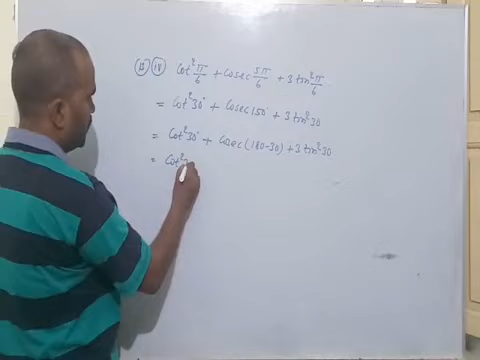 (ii) (iv) cot² π/6 + cosec 5π/6 + 3 tan² π/6
= cot² 30° + cosec 150° + 3 tan² 30
= cot² 30° + cosec (180-30) + 3 tan² 30
= cot²